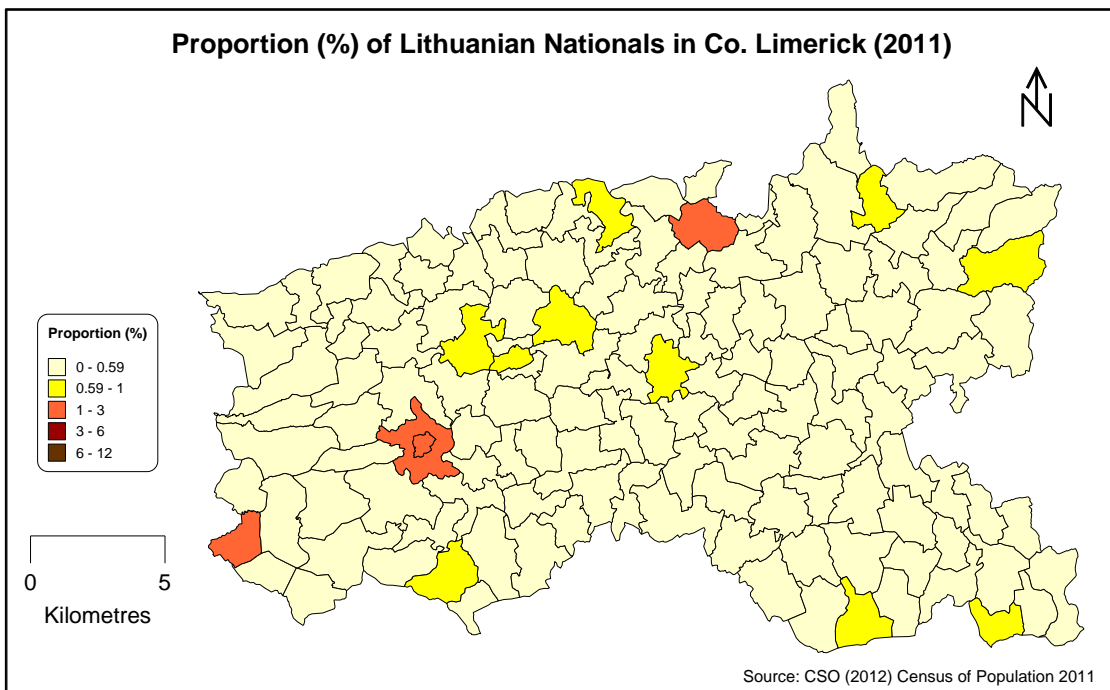 Proportion (%) of Lithuanian Nationals in Co. Limerick (2011)
N
Proportion (%)
0 - 0.59
0.59 - 1
1 - 3
3 - 6
6 - 12
0 5
Kilometres
Source: CSO (2012) Census of Population 2011